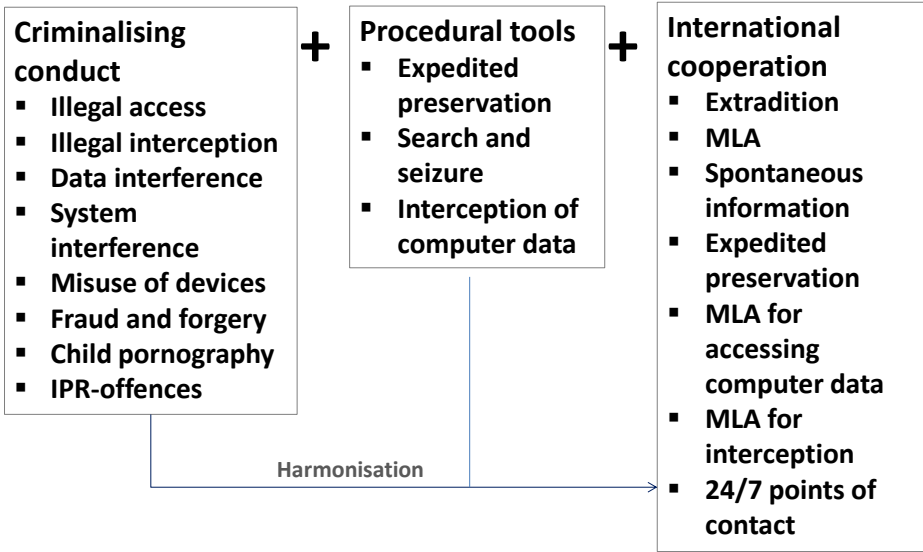 Criminalising
conduct
▪ Illegal access
▪ Illegal interception
▪ Data interference
▪ System
interference
▪ Misuse of devices
▪ Fraud and forgery
▪ Child pornography
▪ IPR-offences
+
Procedural tools
▪ Expedited
preservation
▪ Search and
seizure
▪ Interception of
computer data
+
International
cooperation
▪ Extradition
▪ MLA
▪ Spontaneous
information
▪ Expedited
preservation
▪ MLA for
accessing
computer data
▪ MLA for
interception
▪ 24/7 points of
contact
Harmonisation